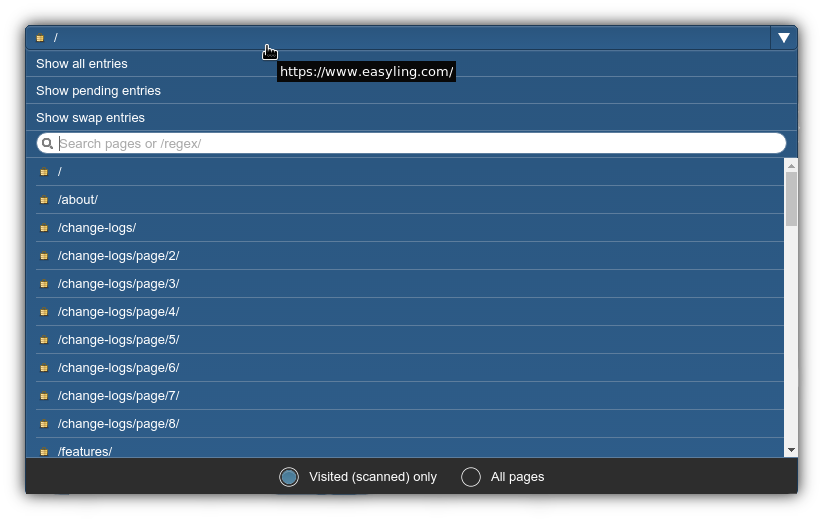 /
https://www.easyling.com/
Show all entries
Show pending entries
Show swap entries
Search pages or /regex/
/
/about/
/change-logs/
/change-logs/page/2/
/change-logs/page/3/
/change-logs/page/4/
/change-logs/page/5/
/change-logs/page/6/
/change-logs/page/7/
/change-logs/page/8/
/features/
Visited (scanned) only All pages